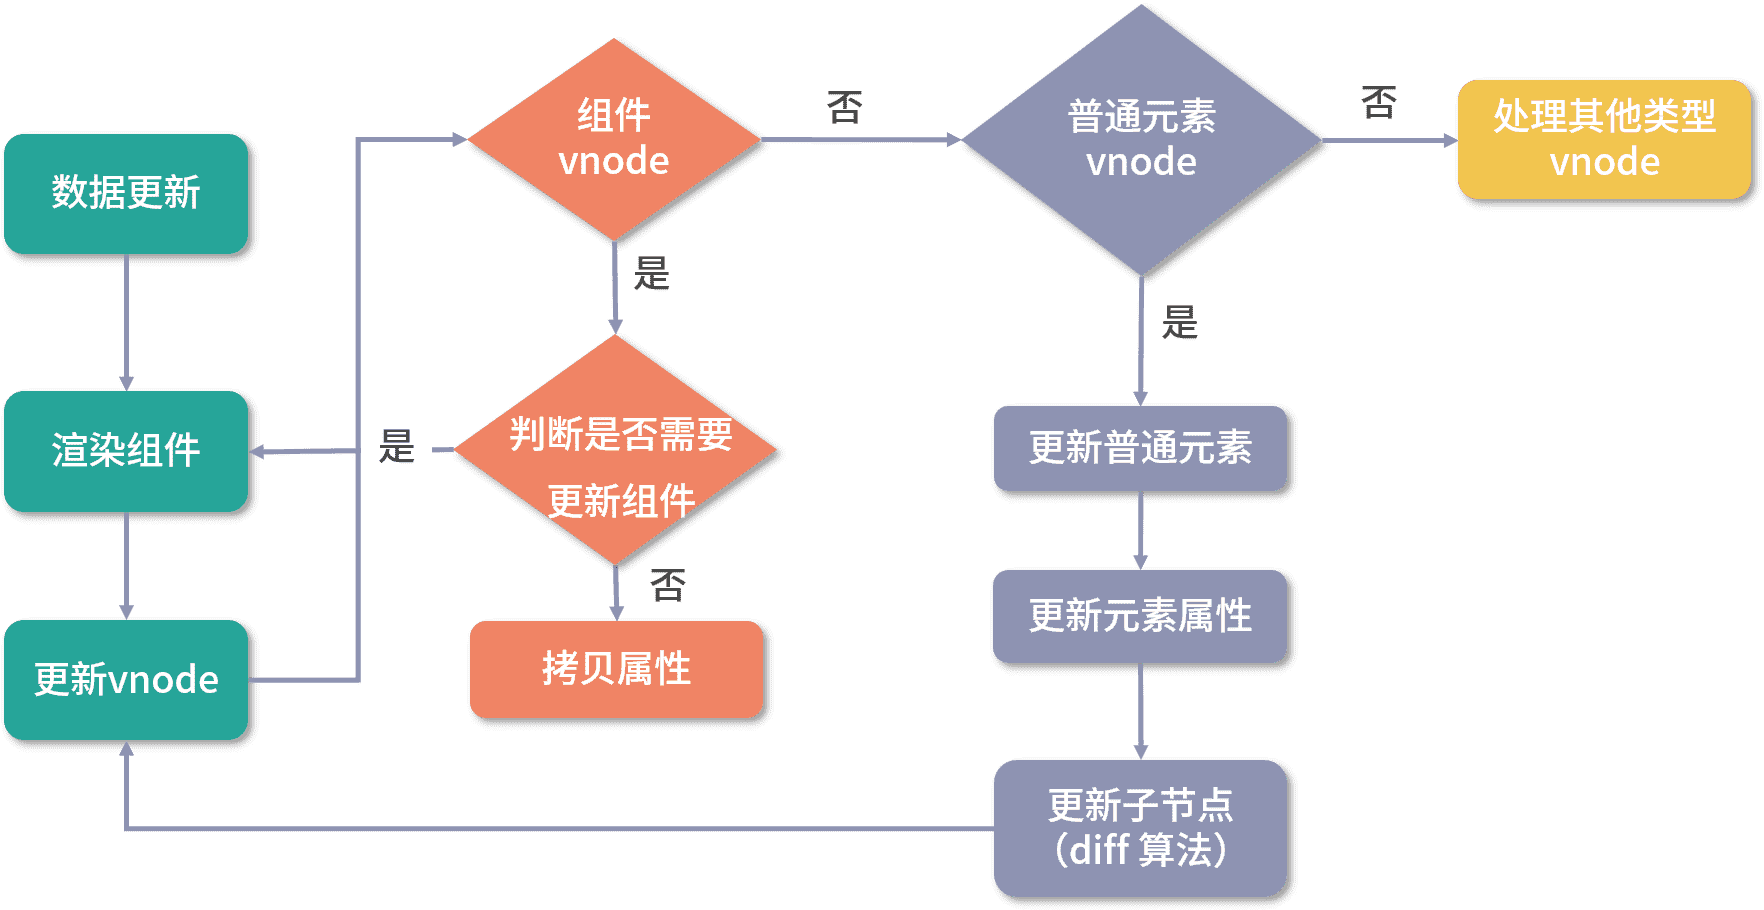 数据更新
渲染组件
更新vnode
组件
vnode
否
是
判断是否需要
更新组件
是
否
拷贝属性
普通元素
vnode
否
处理其他类型
vnode
是
更新普通元素
更新元素属性
更新子节点
（diff 算法）